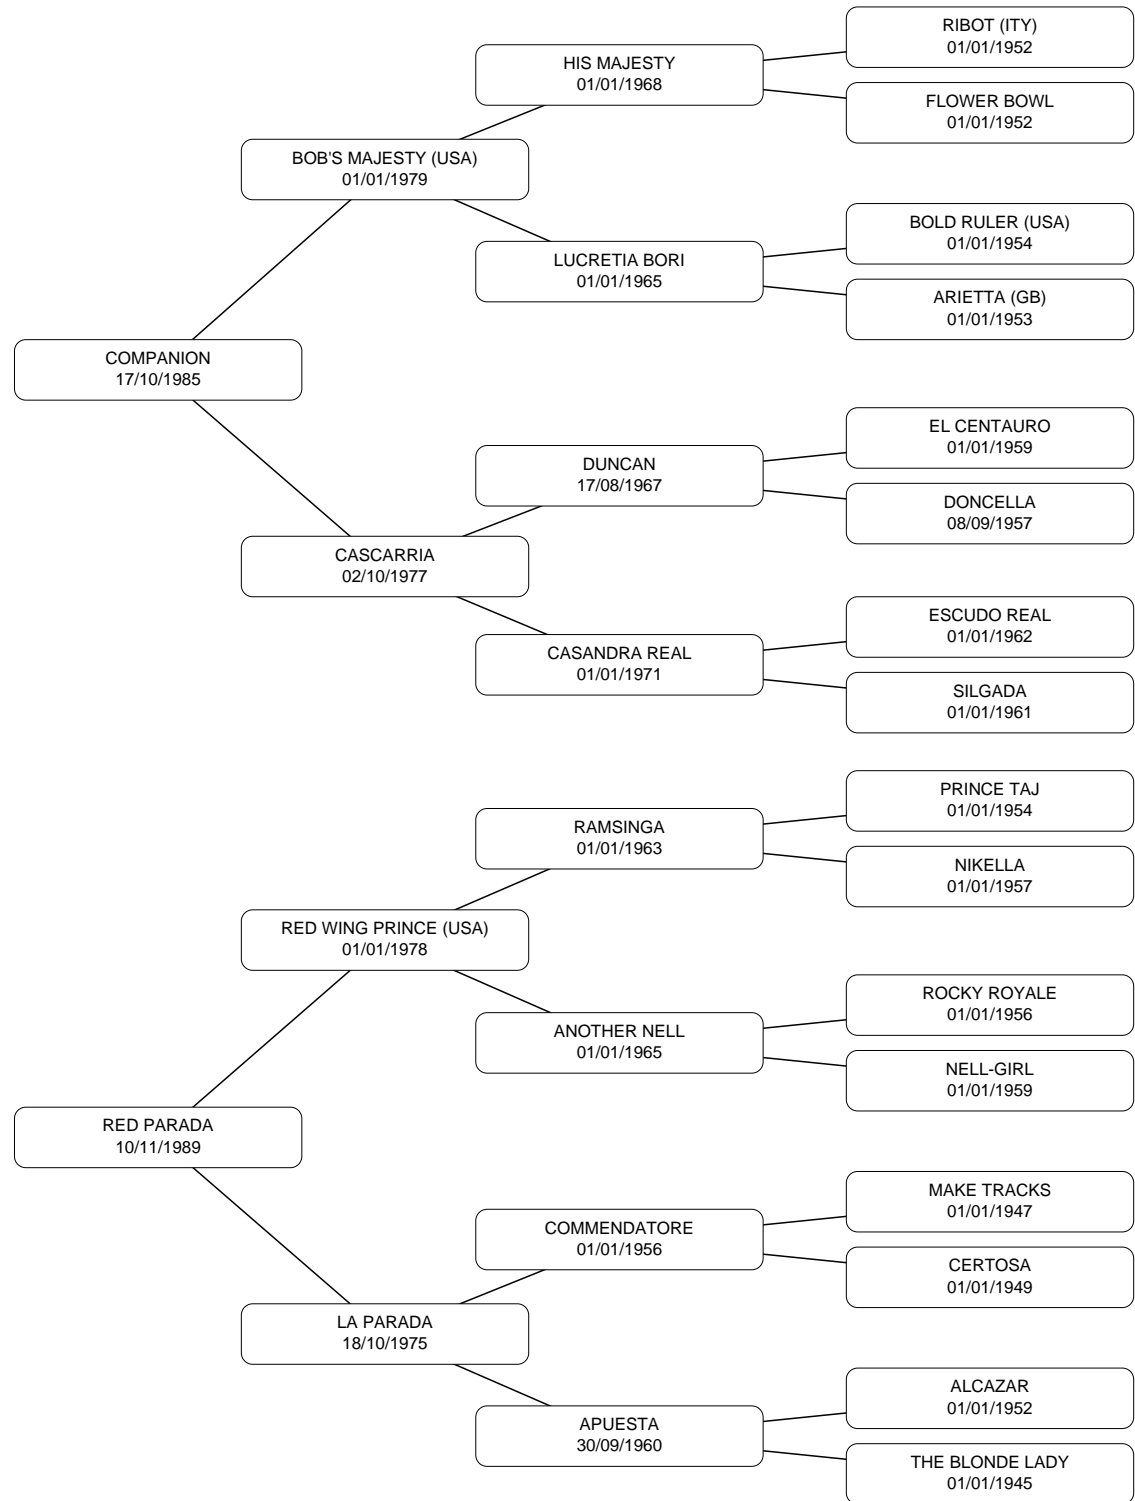 RIBOT (ITY)
01/01/1952
HIS MAJESTY
01/01/1968
FLOWER BOWL
01/01/1952
BOB'S MAJESTY (USA)
01/01/1979
BOLD RULER (USA)
01/01/1954
LUCRETIA BORI
01/01/1965
ARIETTA (GB)
01/01/1953
COMPANION
17/10/1985
EL CENTAURO
01/01/1959
DUNCAN
17/08/1967
DONCELLA
08/09/1957
CASCARRIA
02/10/1977
ESCUDO REAL
01/01/1962
CASANDRA REAL
01/01/1971
SILGADA
01/01/1961
PRINCE TAJ
01/01/1954
RAMSINGA
01/01/1963
NIKELLA
01/01/1957
RED WING PRINCE (USA)
01/01/1978
ROCKY ROYALE
01/01/1956
ANOTHER NELL
01/01/1965
NELL-GIRL
01/01/1959
RED PARADA
10/11/1989
MAKE TRACKS
01/01/1947
COMMENDATORE
01/01/1956
CERTOSA
01/01/1949
LA PARADA
18/10/1975
ALCAZAR
01/01/1952
APUESTA
30/09/1960
THE BLONDE LADY
01/01/1945